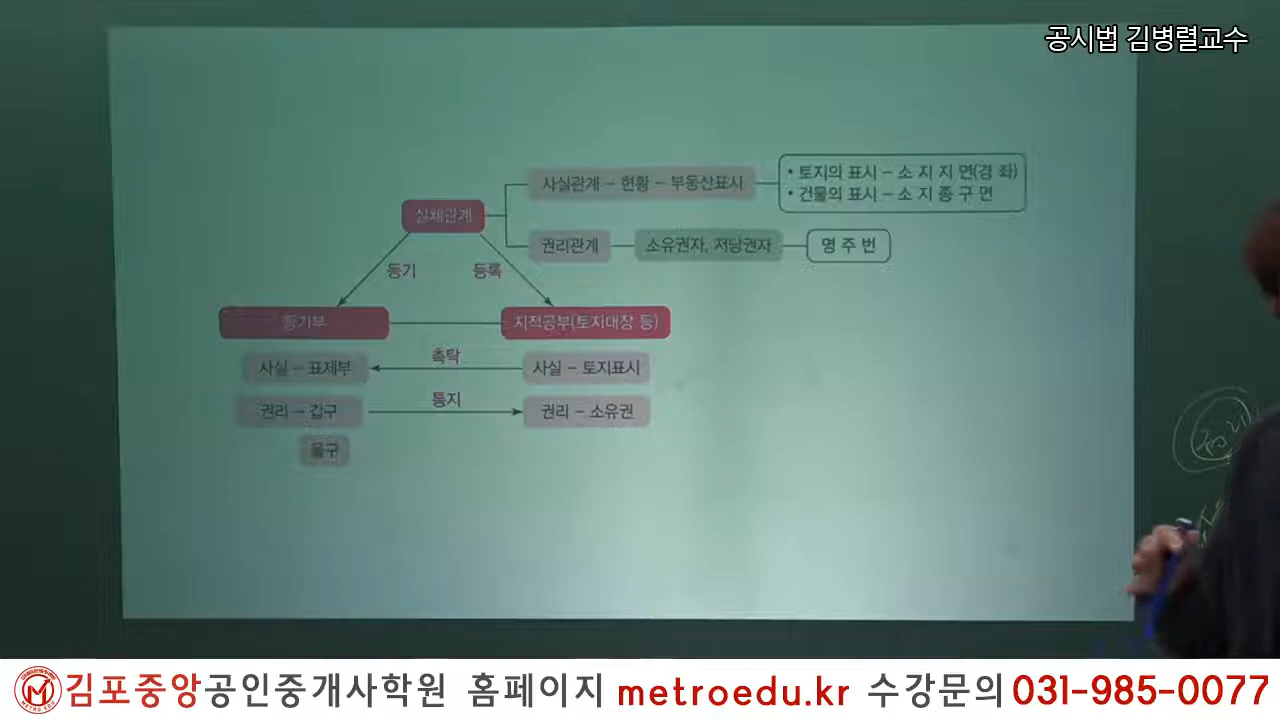 공시법 김병렬교수
사실관계 – 현황 – 부동산표시
• 토지의 표시 – 소 지 지 면(경 좌)
• 건물의 표시 – 소 지 종 구 면
실체관계
권리관계
소유권자, 저당권자
명 주 번
등기
등록
등기부
지적공부(토지대장 등)
사실 – 표제부
촉탁
사실 – 토지표시
권리 – 갑구
통지
권리 – 소유권
을구
김포중앙공인중개사학원 홈페이지 metroedu.kr 수강문의 031-985-0077
METRO EDU